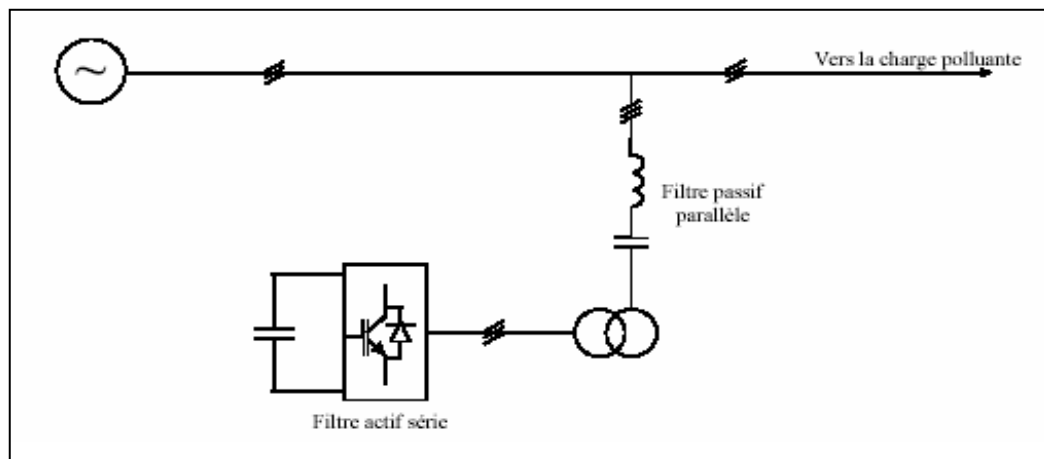 Vers la charge polluante
Filtre passif
parallèle
Filtre actif série